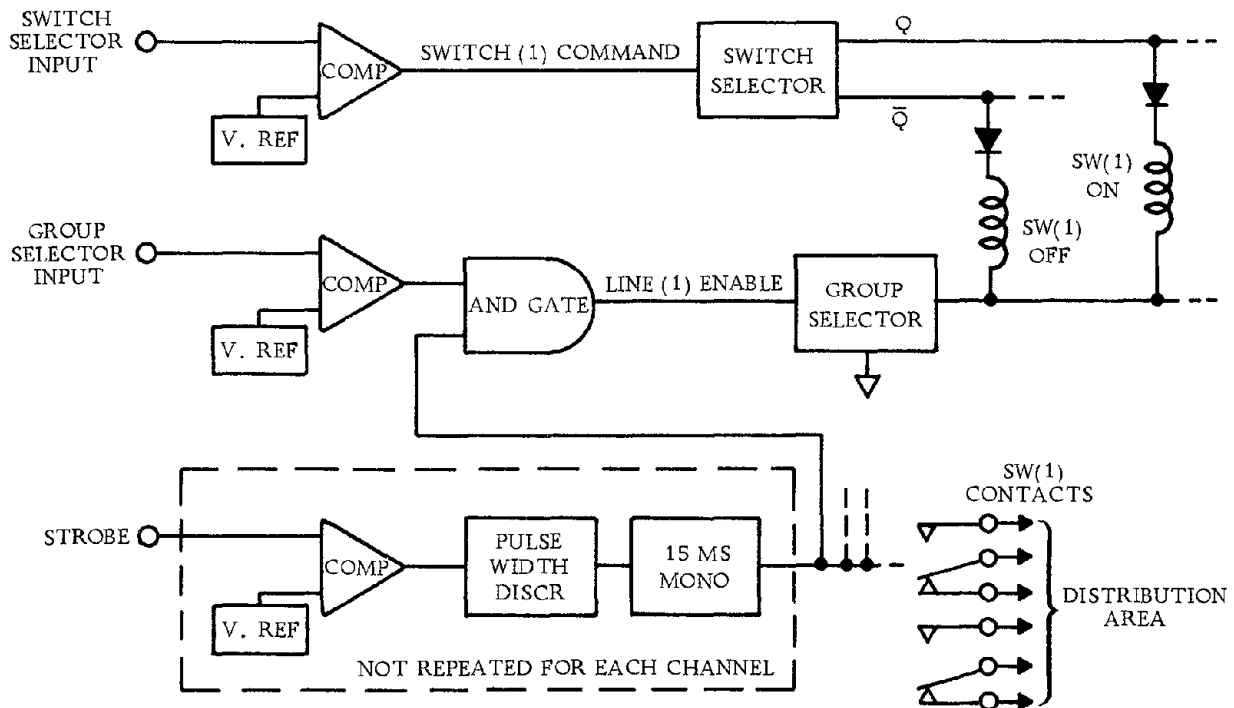 SWITCH
SELECTOR
INPUT
COMP
V. REF
SWITCH (1) COMMAND
SWITCH
SELECTOR
Q
Q̅
SW(1)
ON
SW(1)
OFF
GROUP
SELECTOR
INPUT
COMP
V. REF
AND GATE
LINE (1) ENABLE
GROUP
SELECTOR
STROBE
COMP
V. REF
PULSE
WIDTH
DISCR
15 MS
MONO
NOT REPEATED FOR EACH CHANNEL
SW(1)
CONTACTS
DISTRIBUTION
AREA